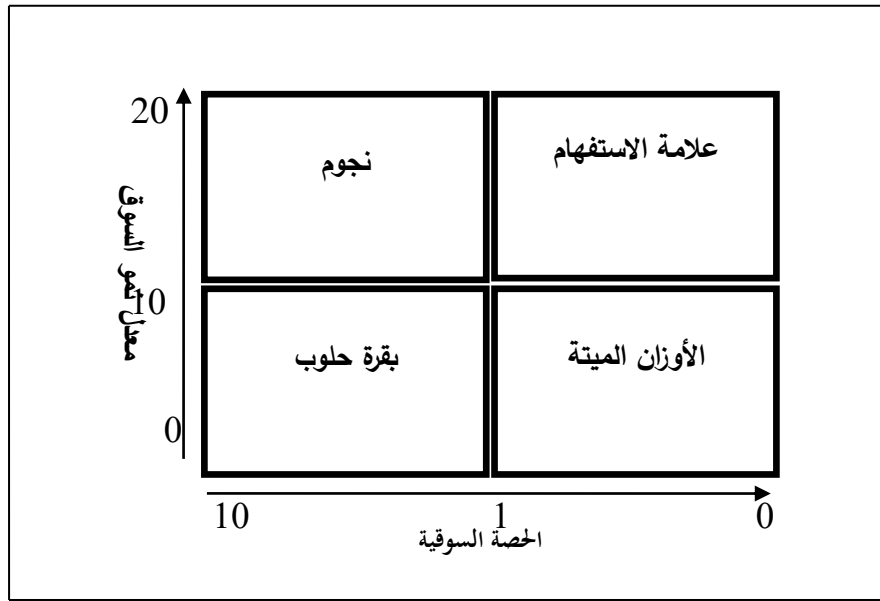 20
علامة الاستفهام
نجوم
معدل نمو السوق
10
الأوزان الميتة
بقرة حلوب
0
10
1
0
الحصة السوقية